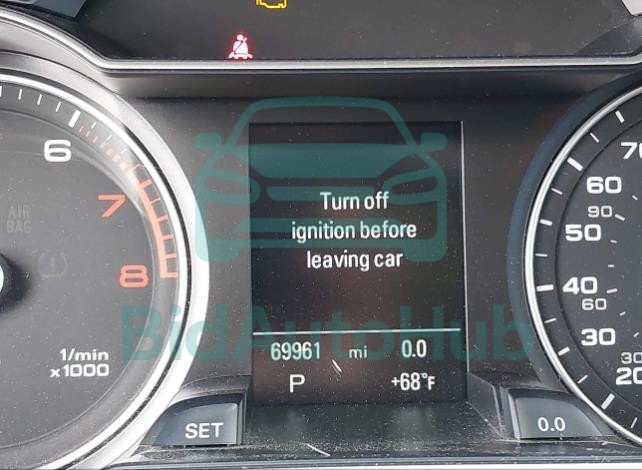 6
7
8
AIR
BAG
1/min
x 1000
Turn off
ignition before
leaving car
69961 mi 0.0
P +68°F
SET
0.0
70
60
90
50
40
60
30
30
20
BidAutoHub